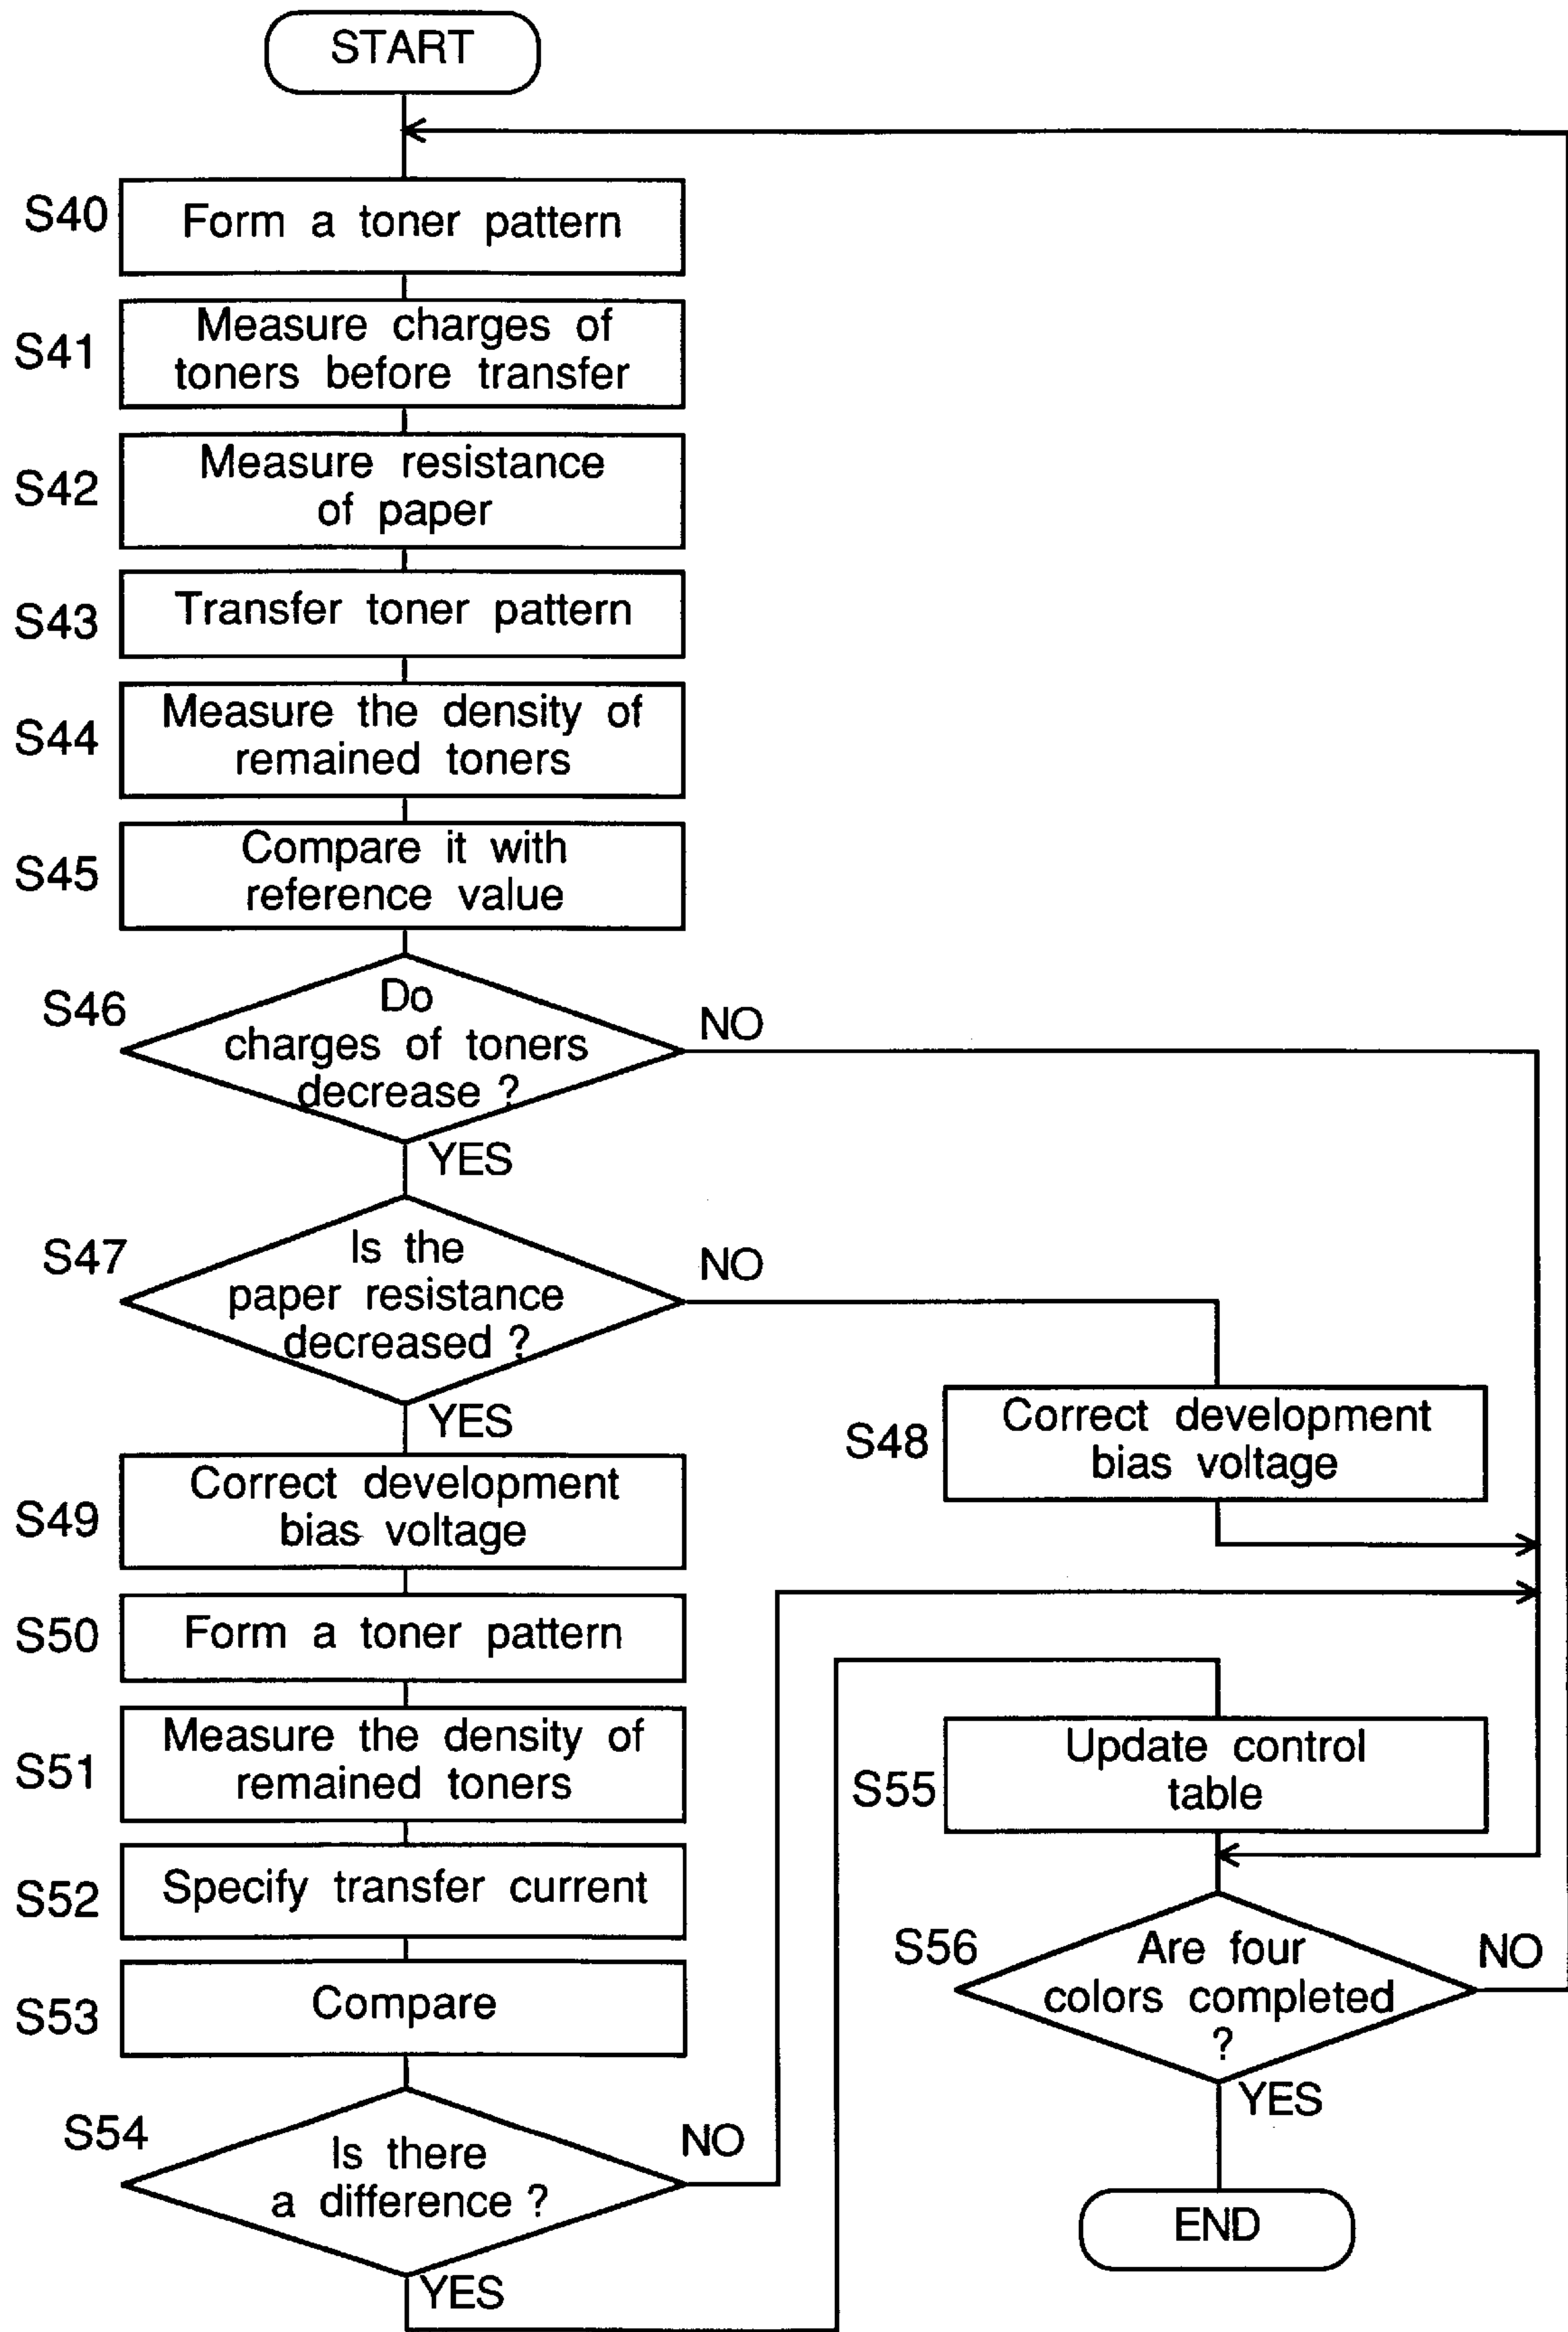 START
S40
Form a toner pattern
S41
Measure charges of
toners before transfer
S42
Measure resistance
of paper
S43
Transfer toner pattern
S44
Measure the density of
remained toners
S45
Compare it with
reference value
S46
Do
charges of toners
decrease ?
NO
YES
S47
Is the
paper resistance
decreased ?
NO
YES
S48
Correct development
bias voltage
S49
Correct development
bias voltage
S50
Form a toner pattern
S51
Measure the density of
remained toners
S52
Specify transfer current
S53
Compare
S54
Is there
a difference ?
NO
YES
S55
Update control
table
S56
Are four
colors completed
?
NO
YES
END